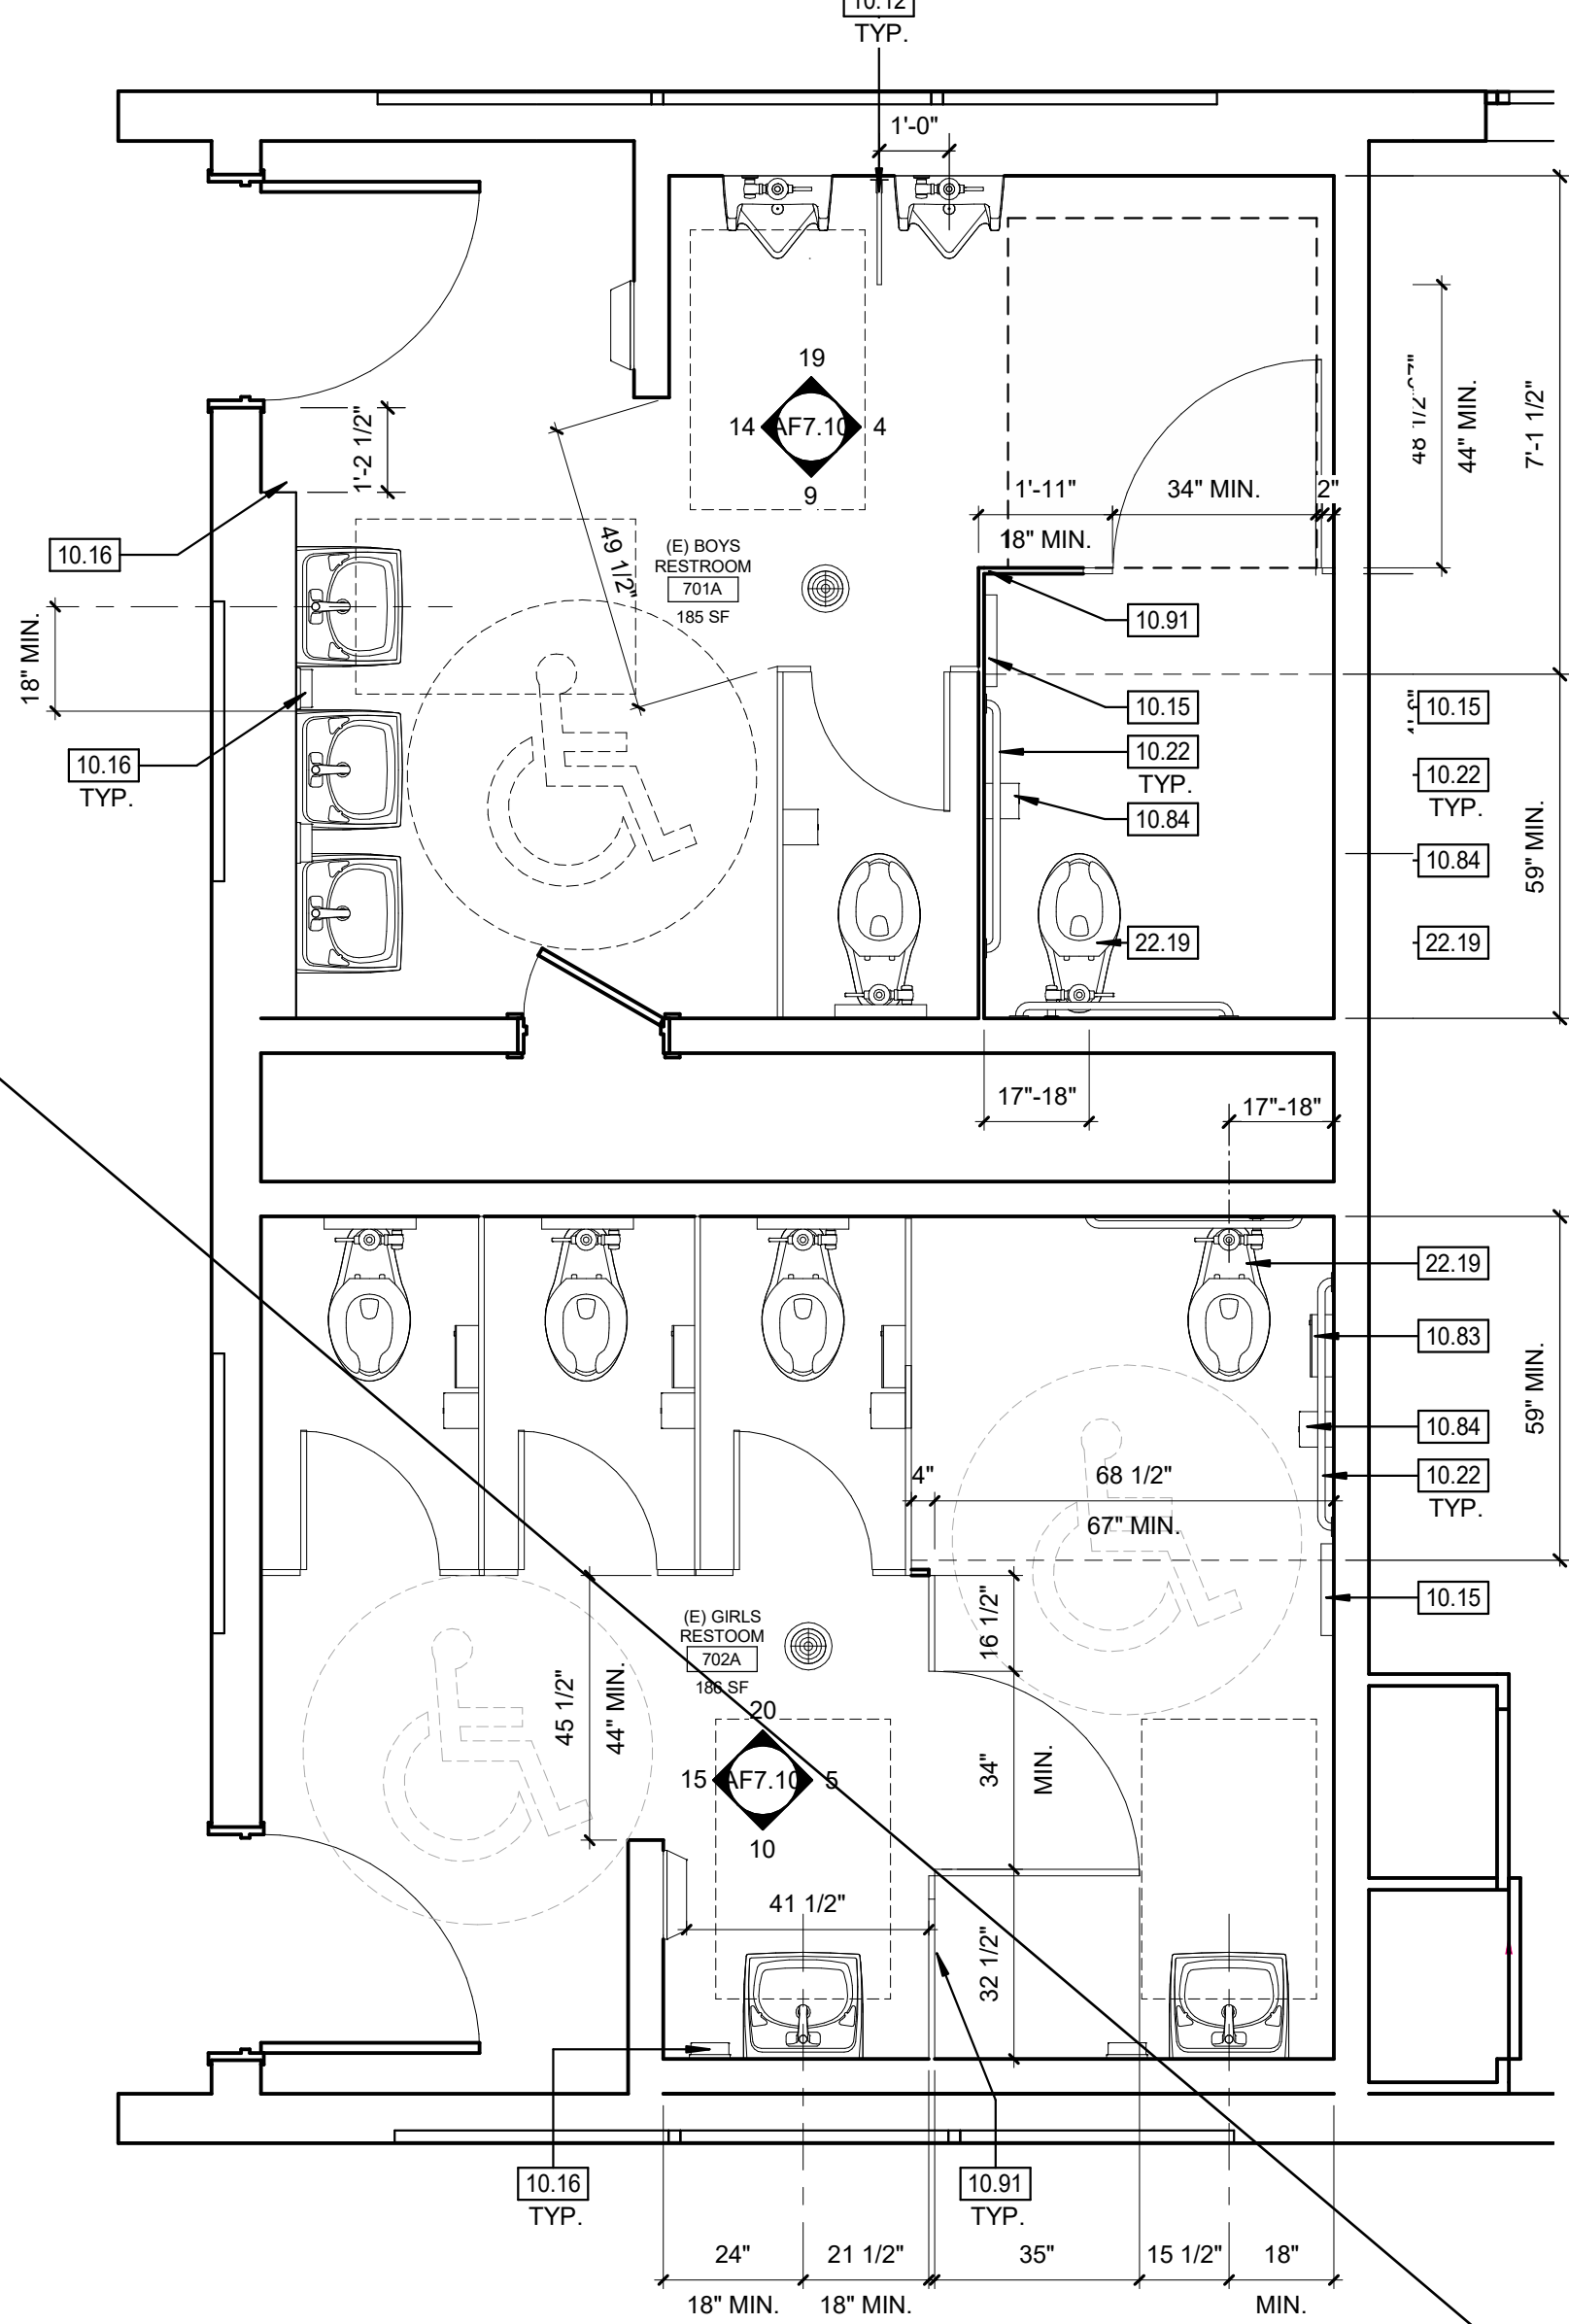 10.12
TYP.
1'-0"
19
14 AF7.10 4
9
1'-2 1/2"
10.16
49 1/2"
(E) BOYS
RESTROOM
701A
185 SF
1'-11"
34" MIN.
2"
18" MIN.
44" MIN.
7'-1 1/2"
18" MIN.
10.16
TYP.
10.91
10.15
10.22
TYP.
10.84
22.19
10.15
10.22
TYP.
10.84
22.19
59" MIN.
17"-18"
17"-18"
22.19
10.83
10.84
10.22
TYP.
10.15
59" MIN.
4"
68 1/2"
67" MIN.
16 1/2"
(E) GIRLS
RESTOOM
702A
186 SF
45 1/2"
44" MIN.
20
15 AF7.10 5
10
34"
MIN.
41 1/2"
32 1/2"
10.16
TYP.
10.91
TYP.
24"
21 1/2"
35"
15 1/2"
18"
18" MIN.
18" MIN.
MIN.